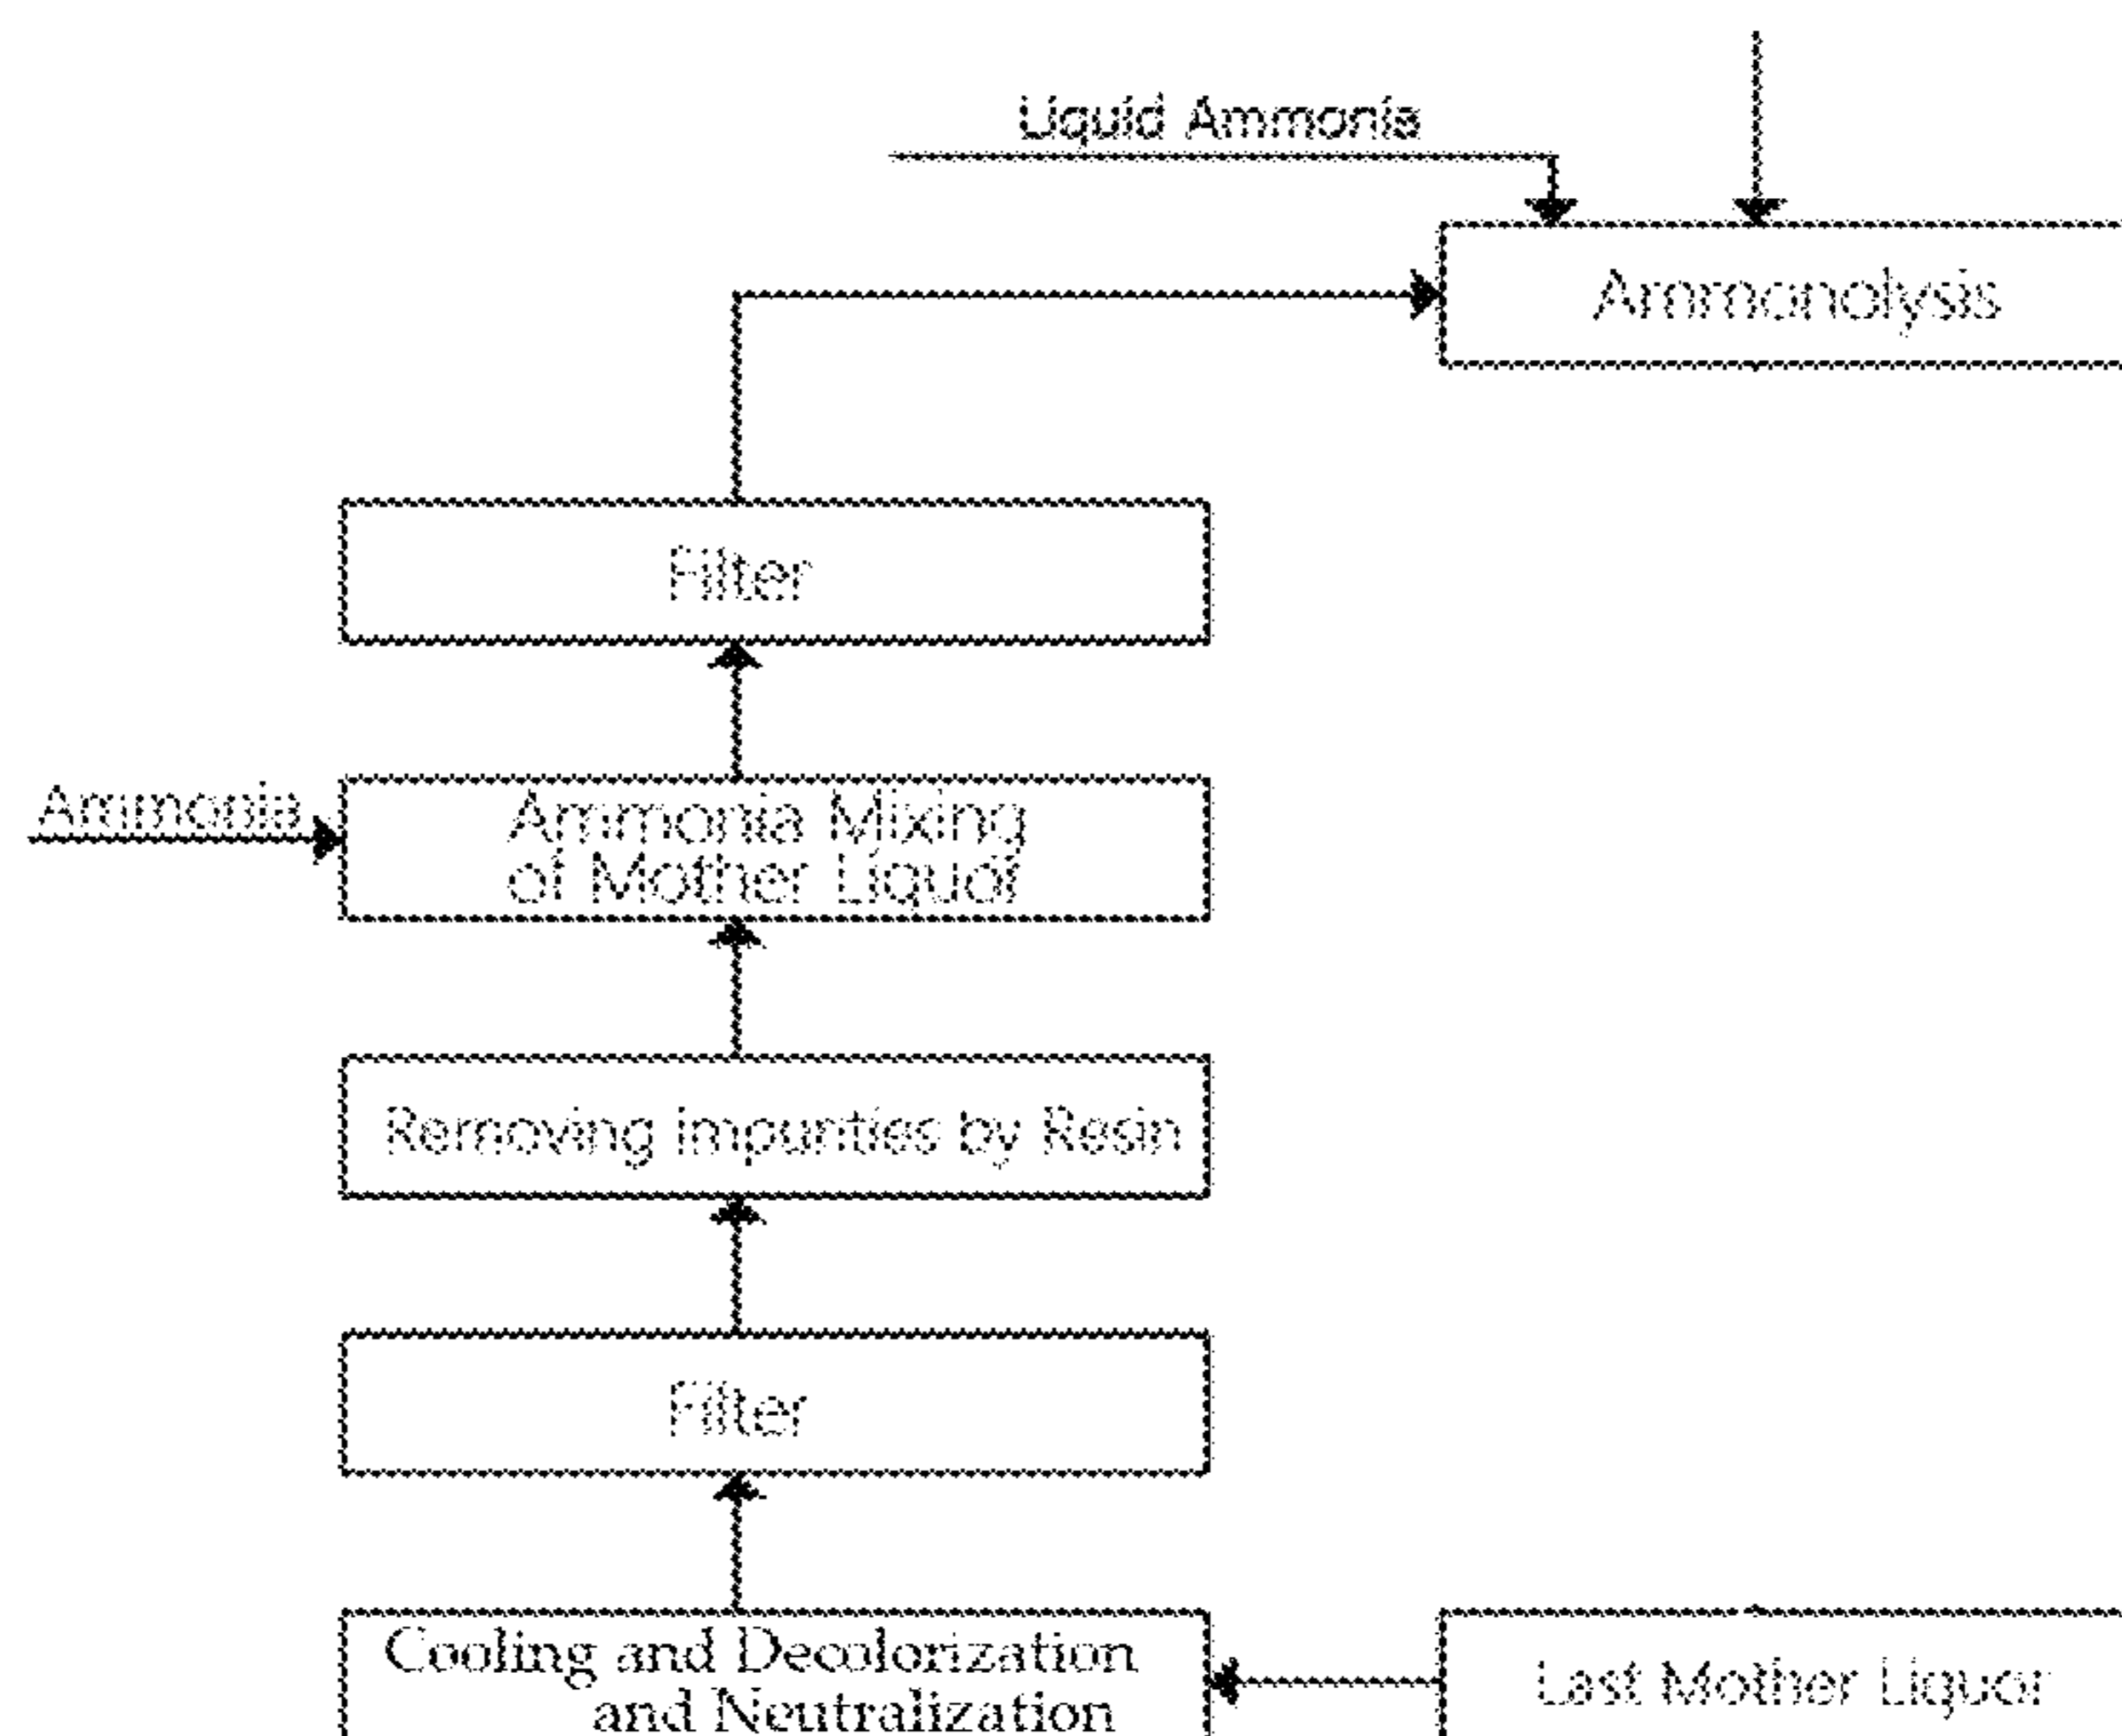 Liquid Ammonia
Ammonolysis
Filter
Ammonia
Ammonia Mixing
of Mother Liquor
Removing impurities by Resin
Filter
Cooling and Decolorization
and Neutralization
Last Mother Liquor